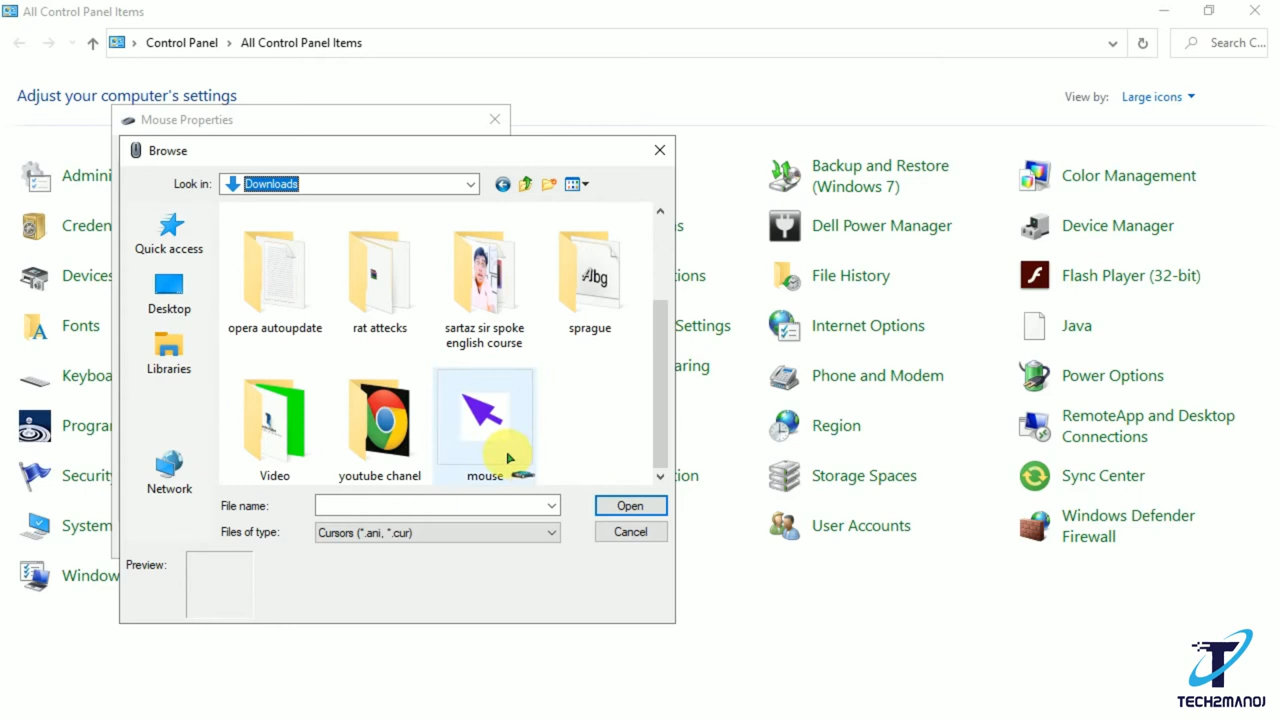 All Control Panel Items
Control Panel
All Control Panel Items
Search C...
Adjust your computer's settings
View by:
Large icons
Mouse Properties
Browse
Look in:
Downloads
Quick access
Desktop
Libraries
Network
opera autoupdate
rat attecks
sartaz sir spoke
english course
Albg
sprague
Video
youtube chanel
mouse
File name:
Open
Files of type:
Cursors (*.ani, *.cur)
Cancel
Preview:
Admini
Creden
Devices
Fonts
Keyboa
Progra
Securit
System
Window
ns
ions
Settings
aring
tion
Backup and Restore
(Windows 7)
Dell Power Manager
File History
Internet Options
Phone and Modem
Region
Storage Spaces
User Accounts
Color Management
Device Manager
Flash Player (32-bit)
Java
Power Options
RemoteApp and Desktop
Connections
Sync Center
Windows Defender
Firewall
TECH2MANOJ